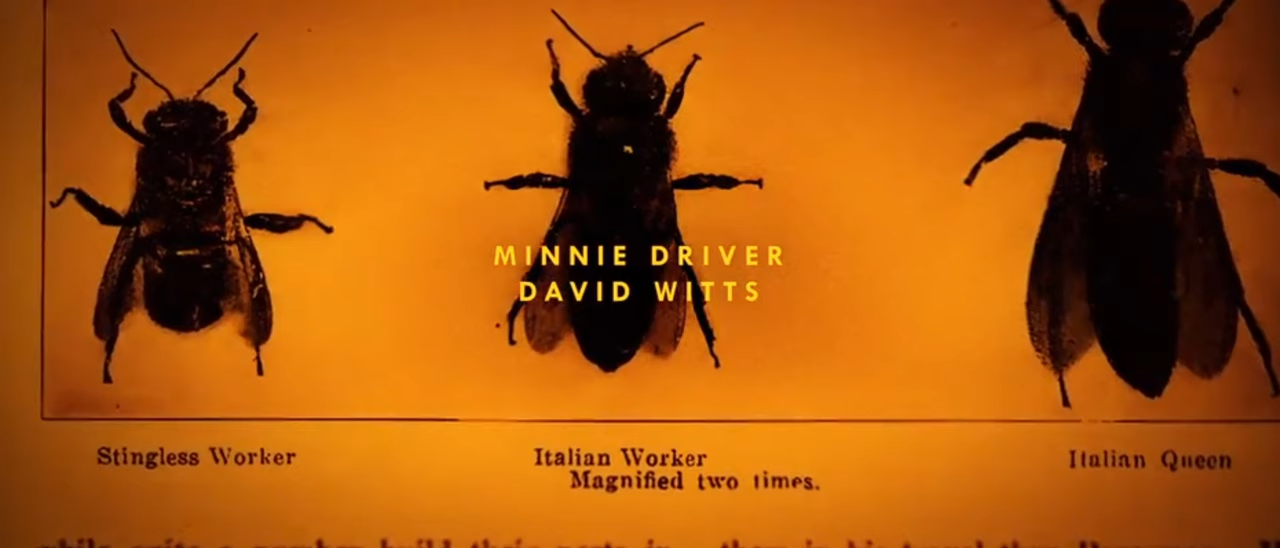 MINNIE DRIVER
DAVID WITTS
Stingless Worker
Italian Worker
Magnified two times.
Italian Queen